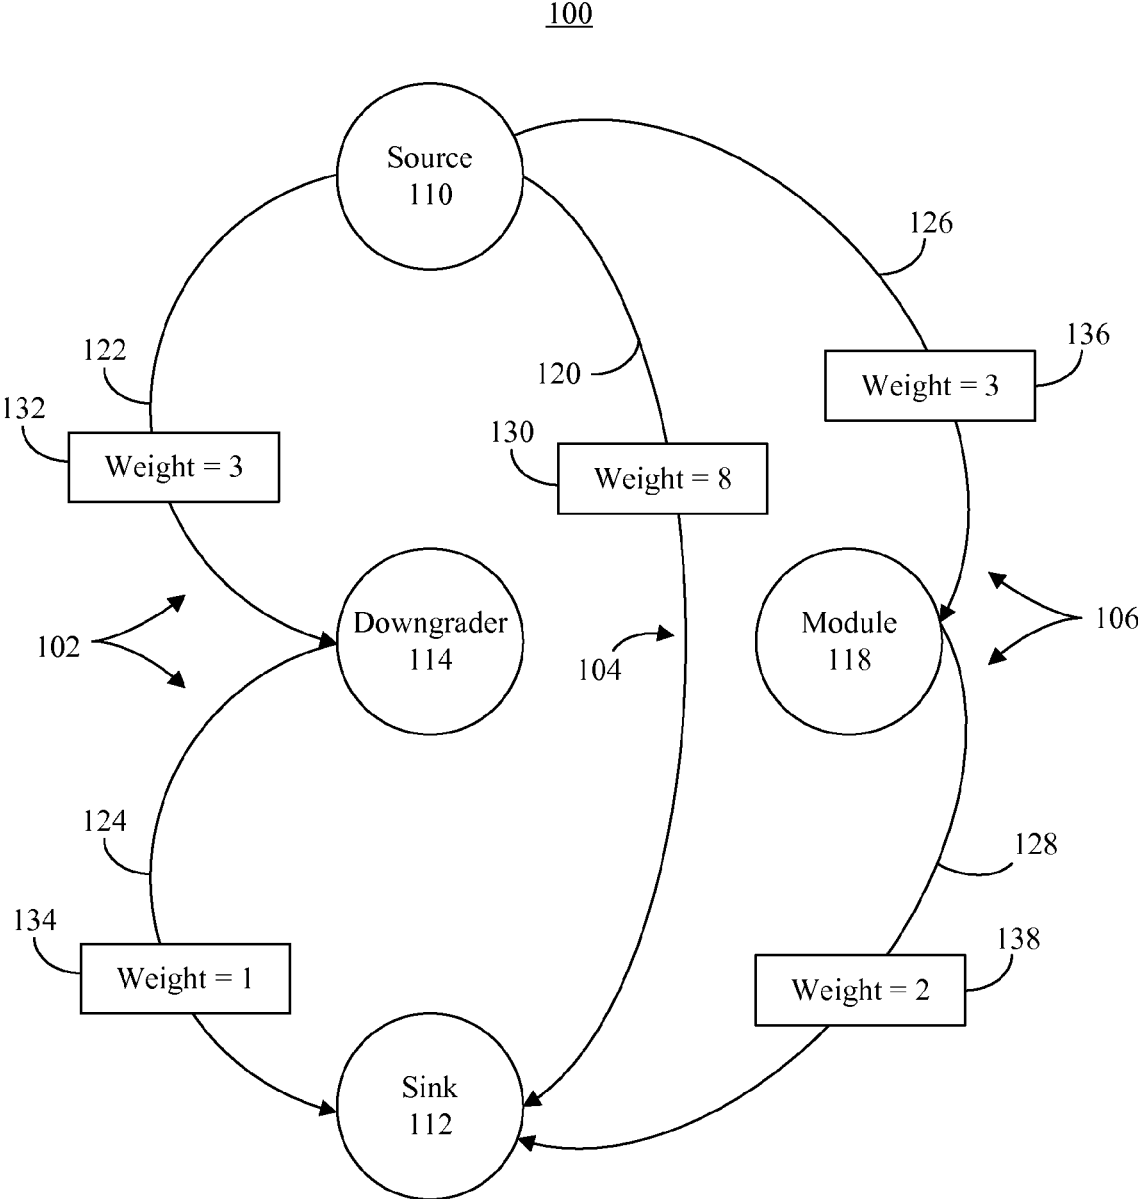 100
Source
110
126
136
122
120
Weight = 3
132
130
Weight = 3
Weight = 8
Downgrader
114
Module
118
102
104
106
124
128
134
138
Weight = 1
Weight = 2
Sink
112